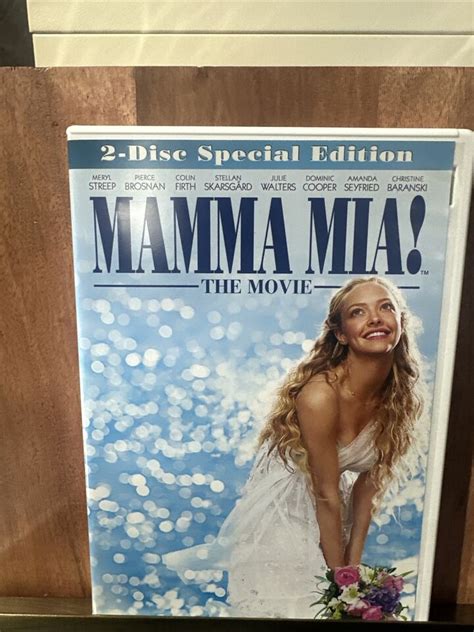 2-Disc Special Edition
MERYL STREEP PIERCE BROSNAN COLIN FIRTH STELLAN SKARSGÅRD JULIE WALTERS DOMINIC COOPER AMANDA SEYFRIED CHRISTINE BARANSKI
MAMMA MIA!™
THE MOVIE